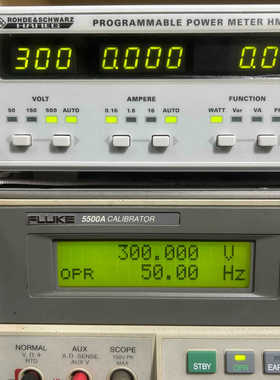 ROHDE&SCHWARZ
HAMEG
PROGRAMMABLE POWER METER HM
300 0.000 0.0
VOLT AMPERE FUNCTION
50 150 500 AUTO 0.16 1.6 16 AUTO WATT Var VA
FLUKE 5500A CALIBRATOR
300.000 V
OPR 50.00 Hz
NORMAL AUX SCOPE
V, Ω, RTD A, Ω-SENSE, AUX V 150V PK MAX
STBY OPR